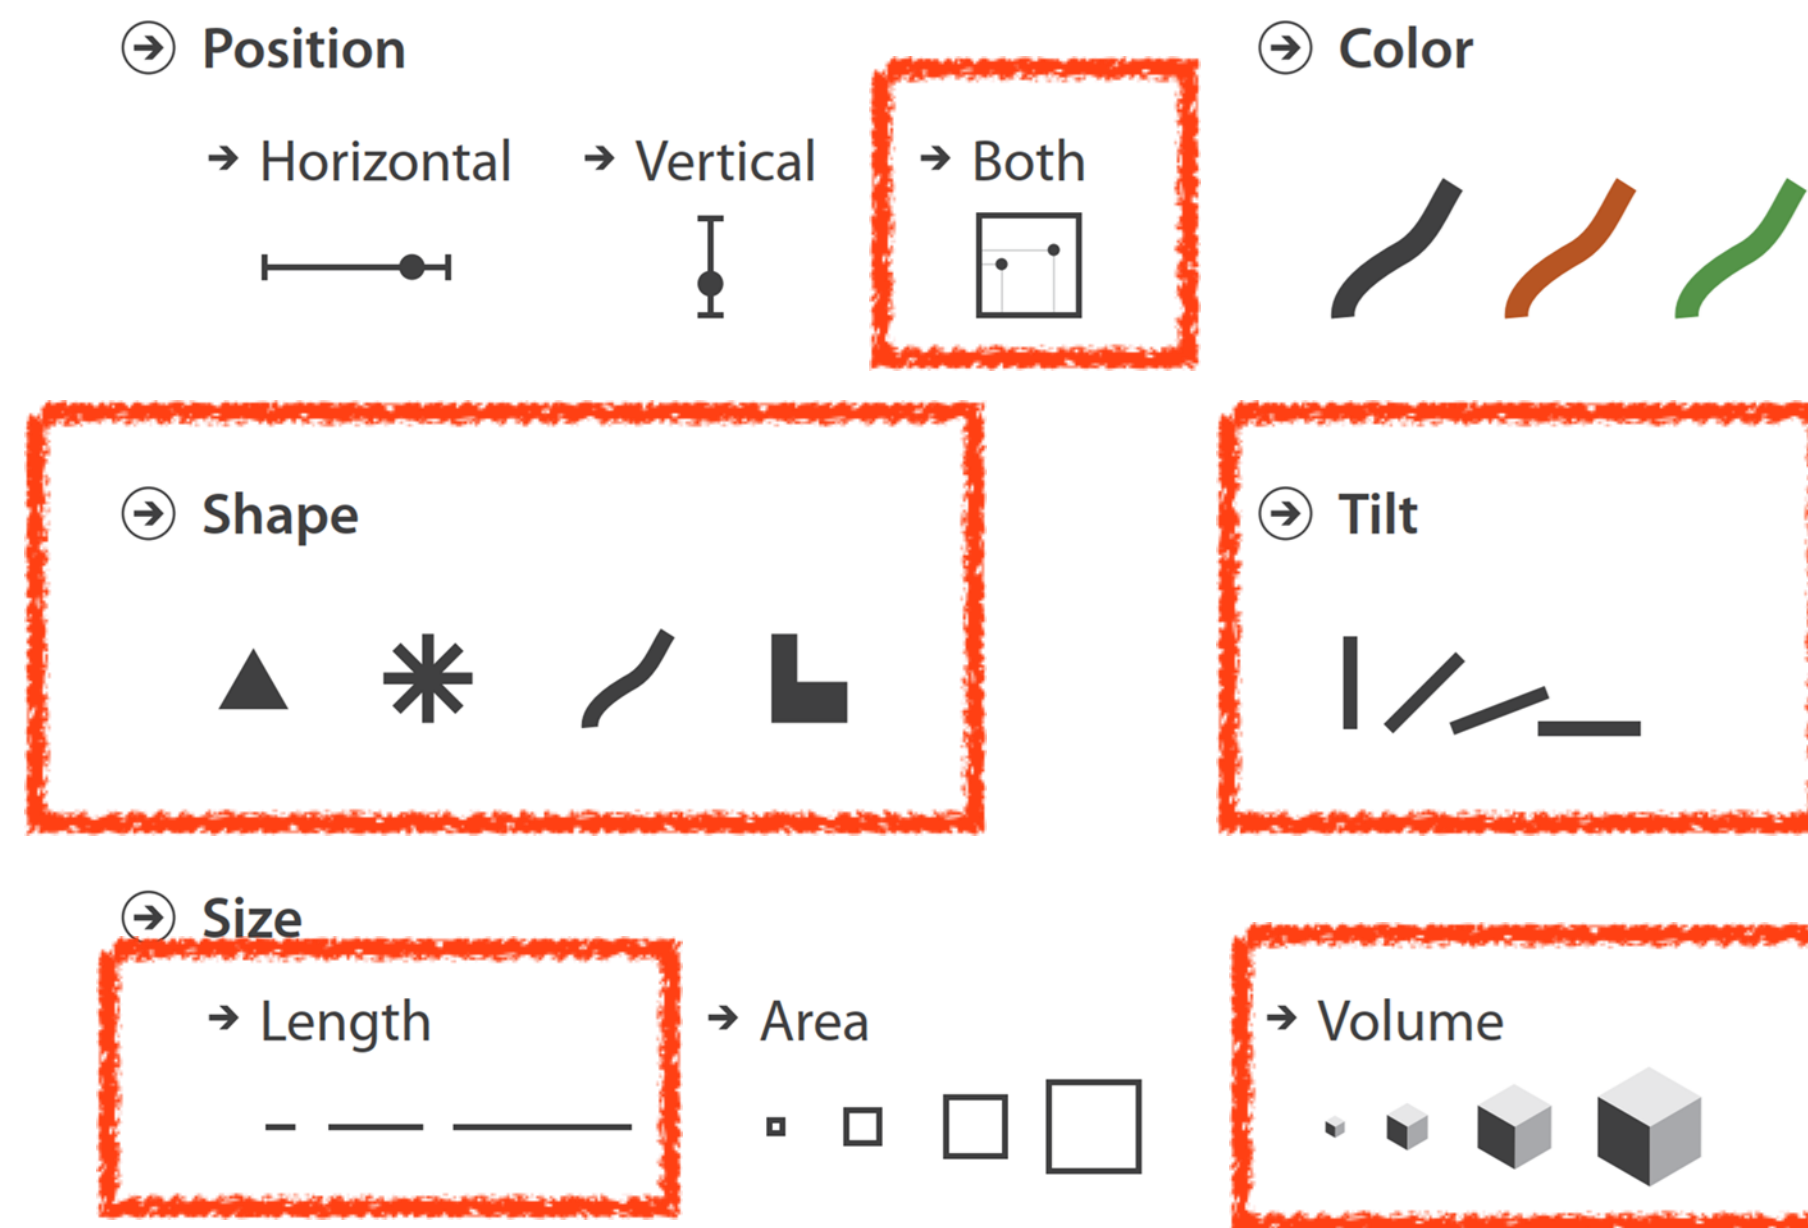 Position
Color
Horizontal
Vertical
Both
Shape
Tilt
Size
Length
Area
Volume